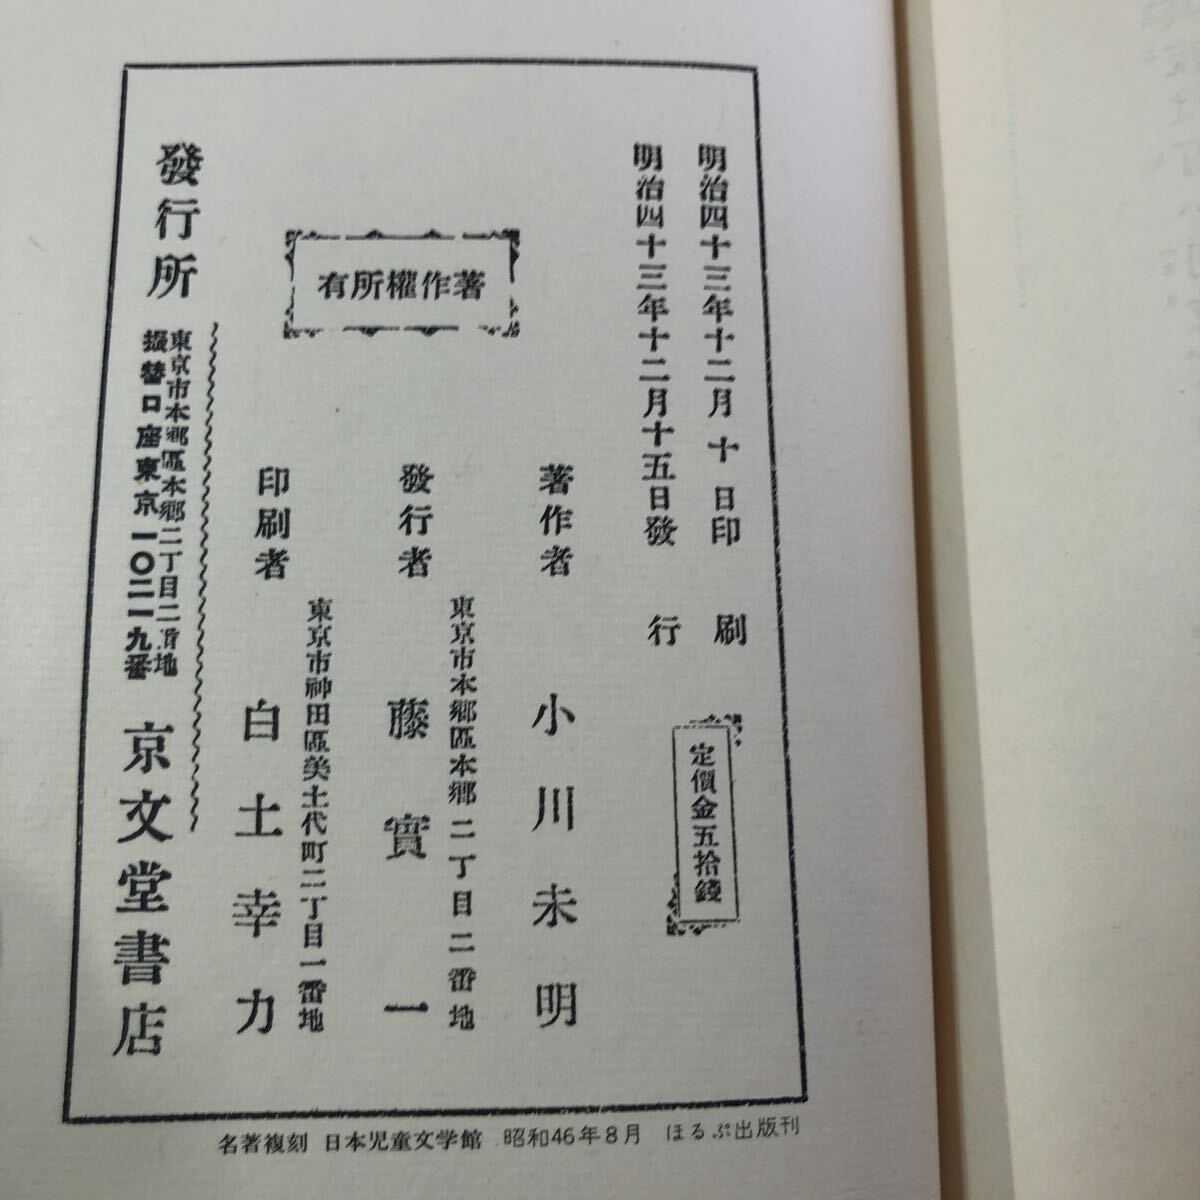 明治四十三年十二月十日印刷
明治四十三年十二月十五日發行
定價金五拾錢
著作權所有
著作者 小川未明
東京市本鄕區本鄕二丁目二番地
發行者 藤實一
東京市神田區美土代町二丁目一番地
印刷者 白土幸力
發行所
東京市本鄕區本鄕二丁目二番地
振替口座東京一〇二一九番
京文堂書店
名著複刻 日本児童文学館 昭和46年8月 ほるぷ出版刊